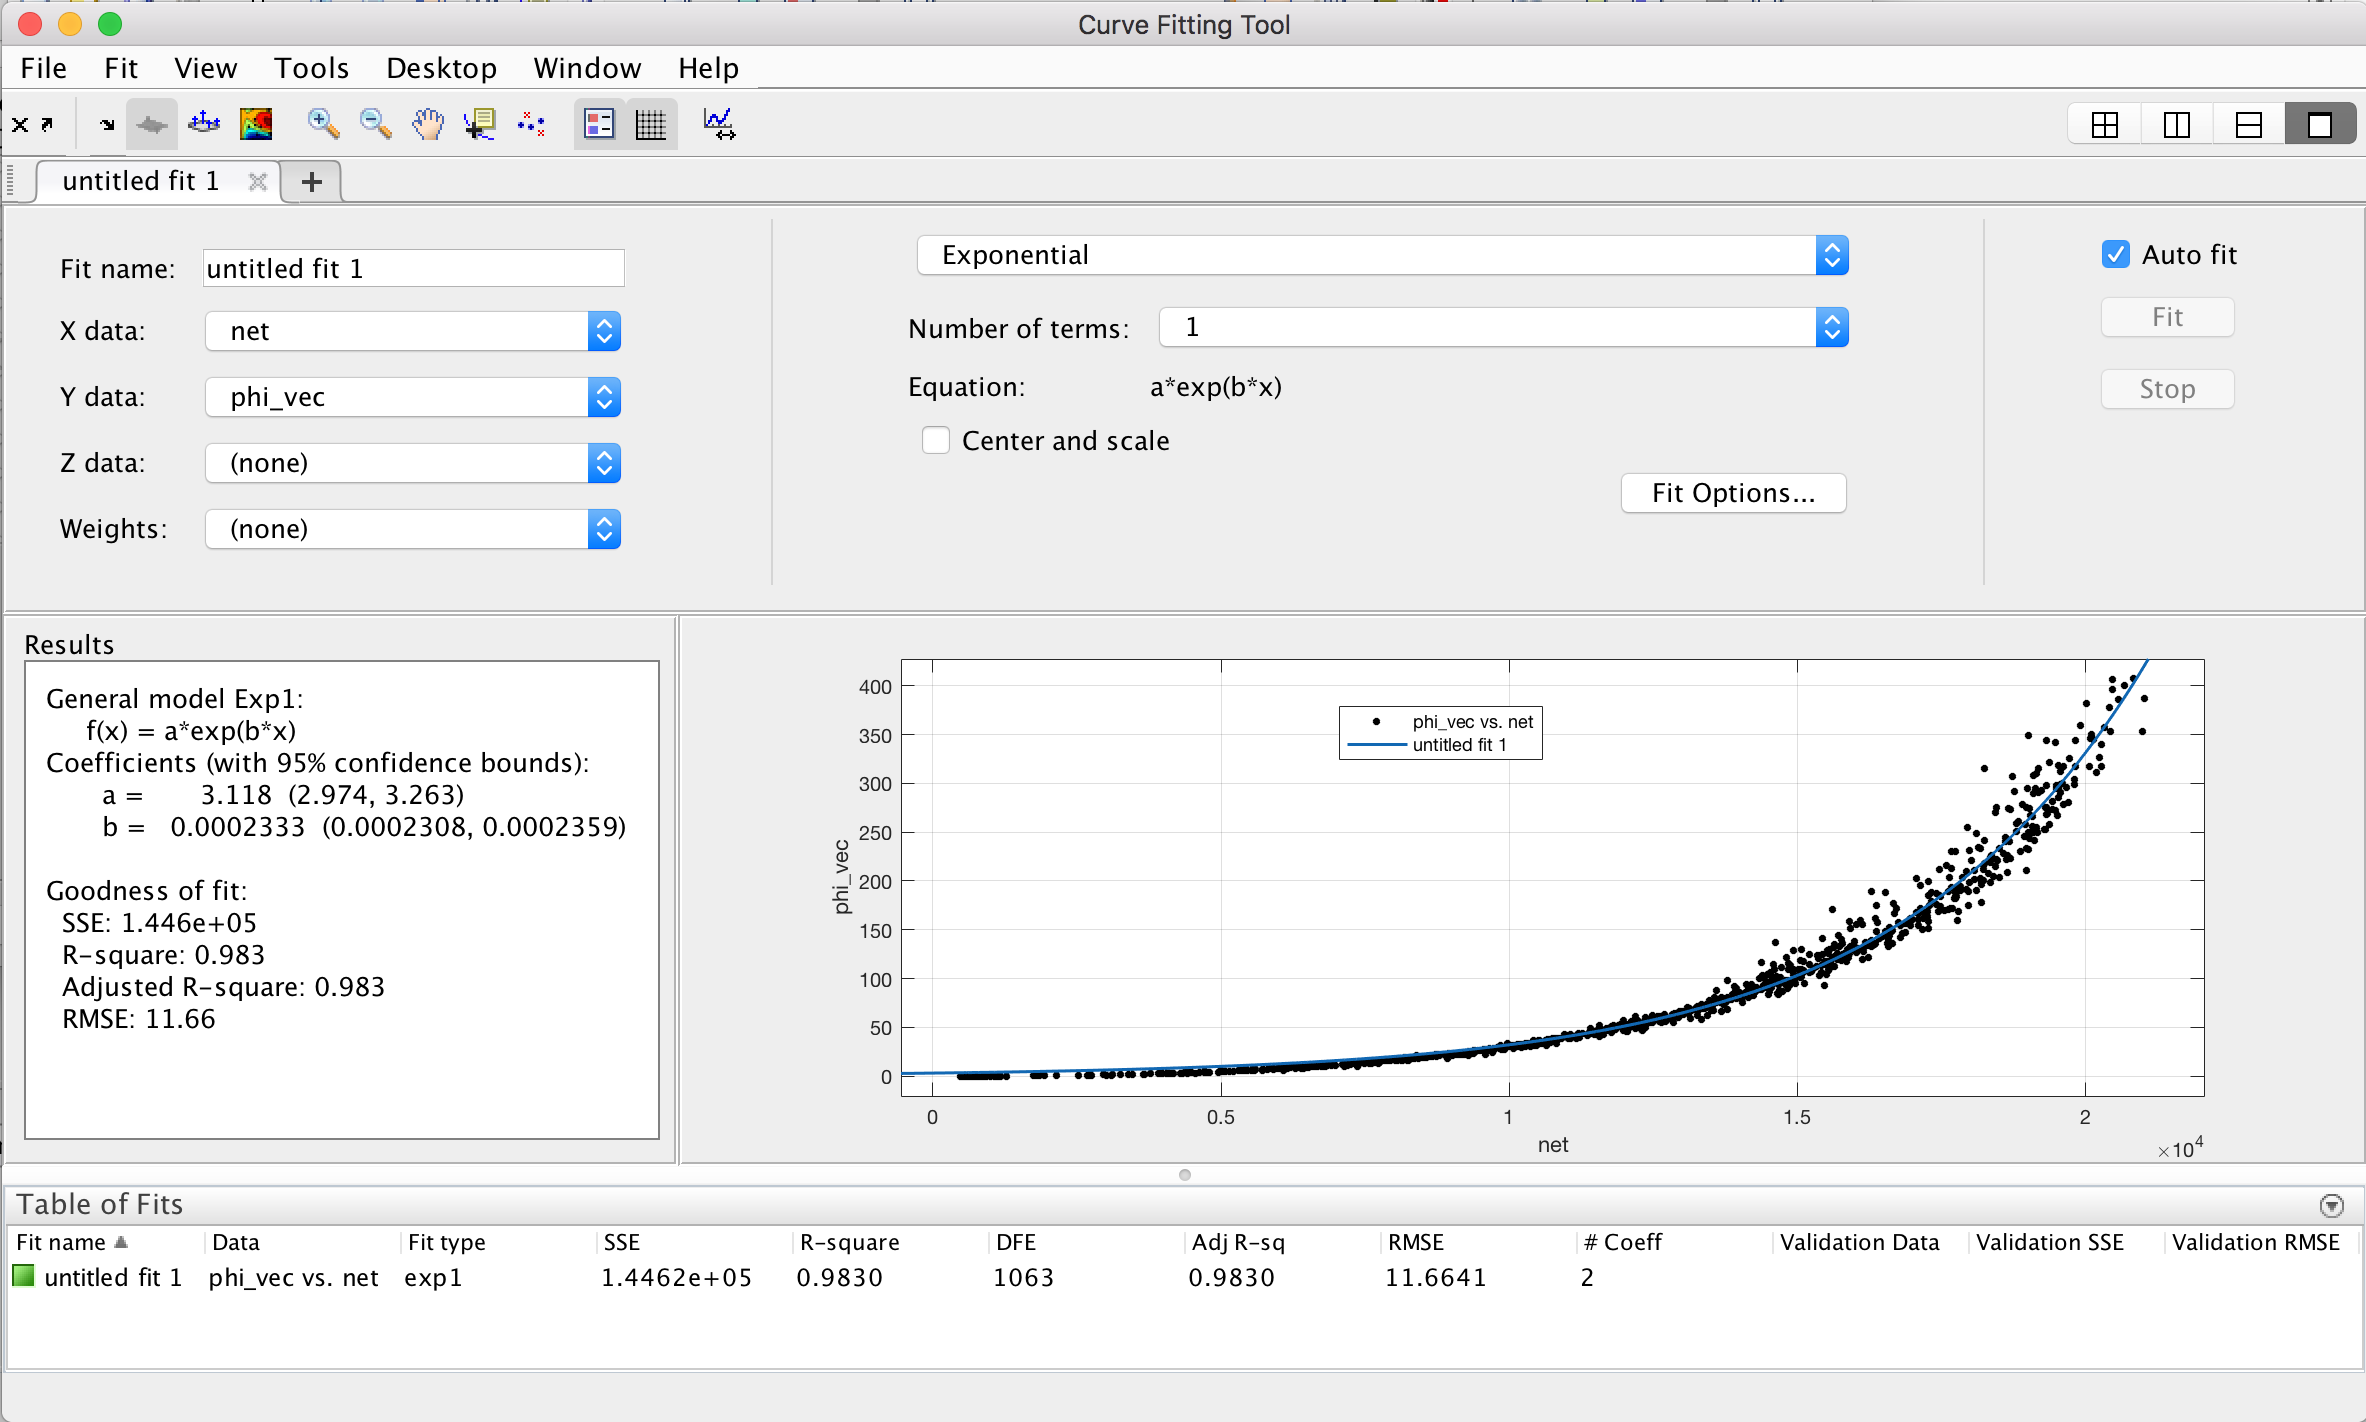 Curve Fitting Tool
File Fit View Tools Desktop Window Help
untitled fit 1
Fit name: untitled fit 1
X data: net
Y data: phi_vec
Z data: (none)
Weights: (none)
Exponential
Number of terms: 1
Equation: a*exp(b*x)
Center and scale
Fit Options...
Auto fit
Fit
Stop
Results
General model Exp1:
f(x) = a*exp(b*x)
Coefficients (with 95% confidence bounds):
a = 3.118 (2.974, 3.263)
b = 0.0002333 (0.0002308, 0.0002359)
Goodness of fit:
SSE: 1.446e+05
R-square: 0.983
Adjusted R-square: 0.983
RMSE: 11.66
phi_vec vs. net
untitled fit 1
400
350
300
250
200
150
100
50
0
phi_vec
0 0.5 1 1.5 2
net
×10⁴
Table of Fits
Fit name Data Fit type SSE R-square DFE Adj R-sq RMSE # Coeff Validation Data Validation SSE Validation RMSE
untitled fit 1 phi_vec vs. net exp1 1.4462e+05 0.9830 1063 0.9830 11.6641 2